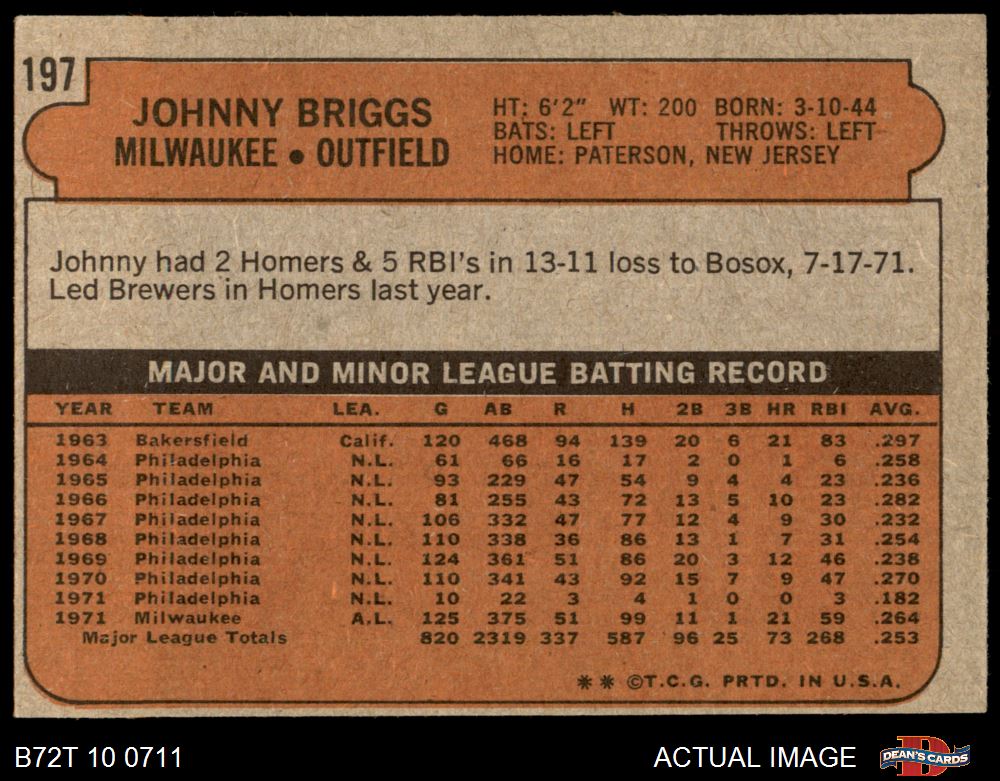 197
JOHNNY BRIGGS
MILWAUKEE • OUTFIELD
HT: 6'2" WT: 200 BORN: 3-10-44
BATS: LEFT THROWS: LEFT
HOME: PATERSON, NEW JERSEY
Johnny had 2 Homers & 5 RBI's in 13-11 loss to Bosox, 7-17-71.
Led Brewers in Homers last year.
MAJOR AND MINOR LEAGUE BATTING RECORD
YEAR TEAM LEA. G AB R H 2B 3B HR RBI AVG.
1963 Bakersfield Calif. 120 468 94 139 20 6 21 83 .297
1964 Philadelphia N.L. 61 66 16 17 2 0 1 6 .258
1965 Philadelphia N.L. 93 229 47 54 9 4 4 23 .236
1966 Philadelphia N.L. 81 255 43 72 13 5 10 23 .282
1967 Philadelphia N.L. 106 332 47 77 12 4 9 30 .232
1968 Philadelphia N.L. 110 338 36 86 13 1 7 31 .254
1969 Philadelphia N.L. 124 361 51 86 20 3 12 46 .238
1970 Philadelphia N.L. 110 341 43 92 15 7 9 47 .270
1971 Philadelphia N.L. 10 22 3 4 1 0 0 3 .182
1971 Milwaukee A.L. 125 375 51 99 11 1 21 59 .264
Major League Totals 820 2319 337 587 96 25 73 268 .253
** ©T.C.G. PRTD. IN U.S.A.
B72T 10 0711
ACTUAL IMAGE
DEAN'S CARDS